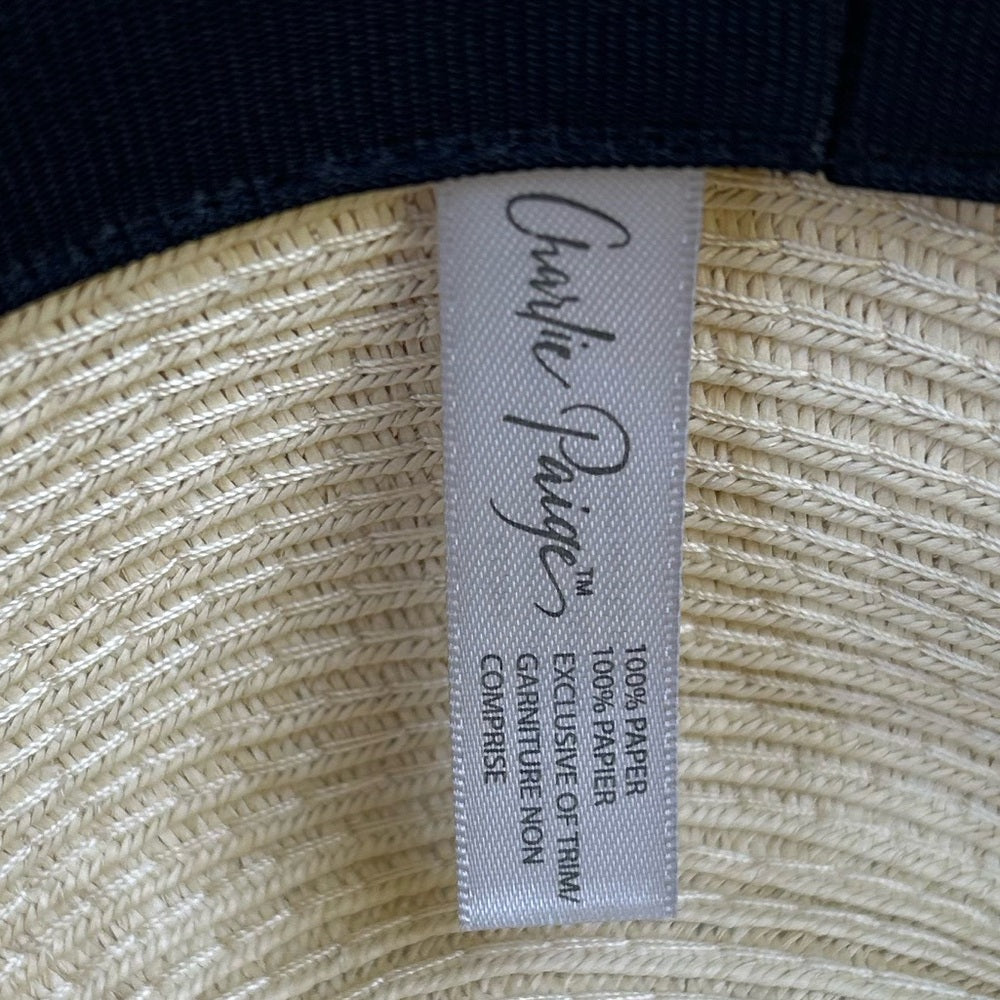 Charlie Paige™
100% PAPER
100% PAPIER
EXCLUSIVE OF TRIM/
GARNITURE NON
COMPRISE